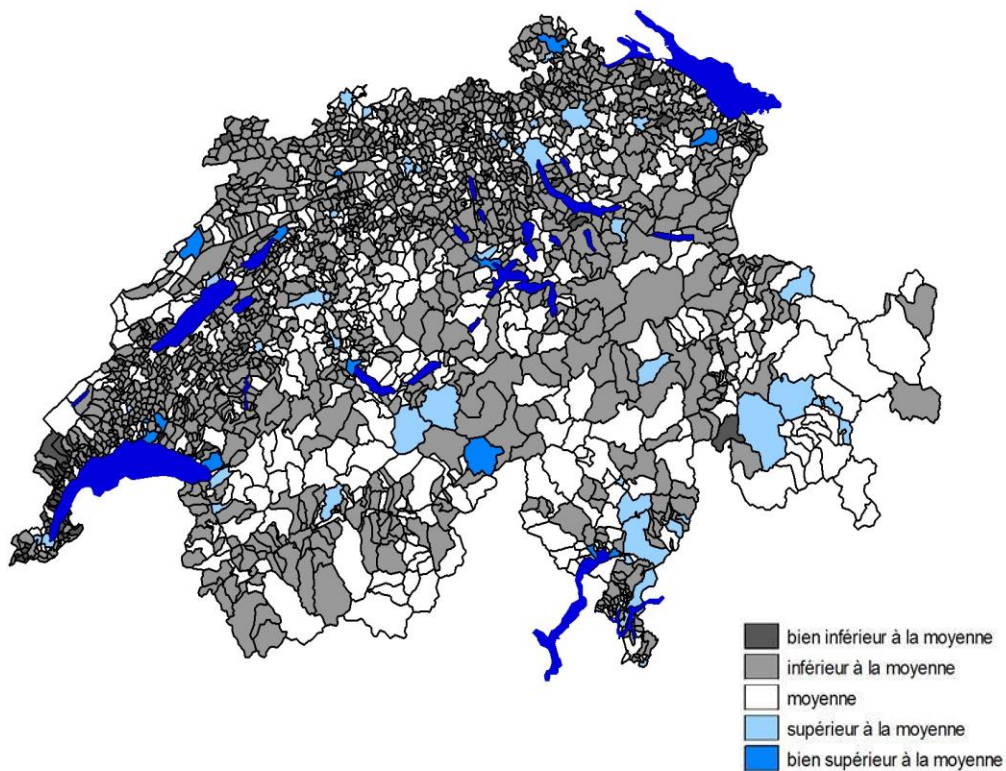 bien inférieur à la moyenne
inférieur à la moyenne
moyenne
supérieur à la moyenne
bien supérieur à la moyenne